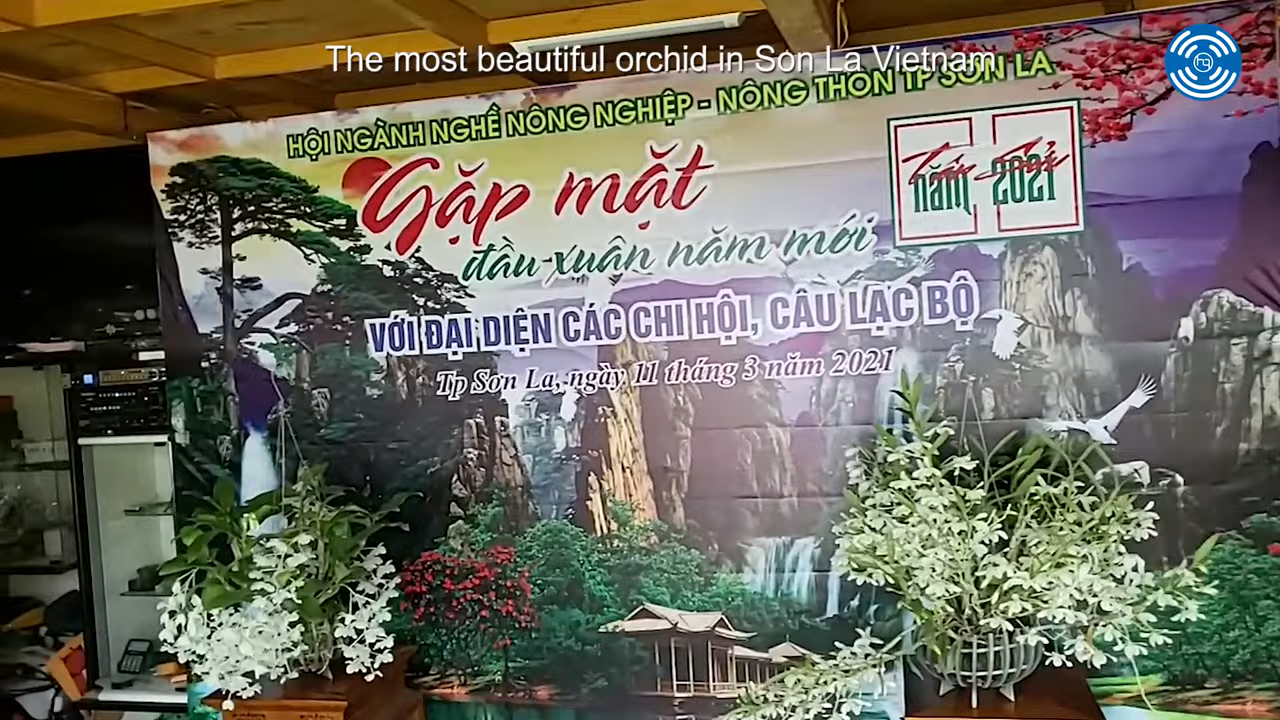 The most beautiful orchid in Son La Vietnam
HỘI NGÀNH NGHỀ NÔNG NGHIỆP - NÔNG THÔN TP SƠN LA
Gặp mặt
đầu xuân năm mới
Tân Sửu
năm 2021
VỚI ĐẠI DIỆN CÁC CHI HỘI, CÂU LẠC BỘ
Tp Sơn La, ngày 11 tháng 3 năm 2021